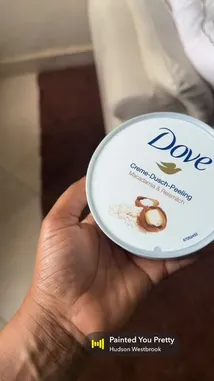 Dove
Creme-Dusch-Peeling
Macadamia & Reismilch
Painted You Pretty
Hudson Westbrook